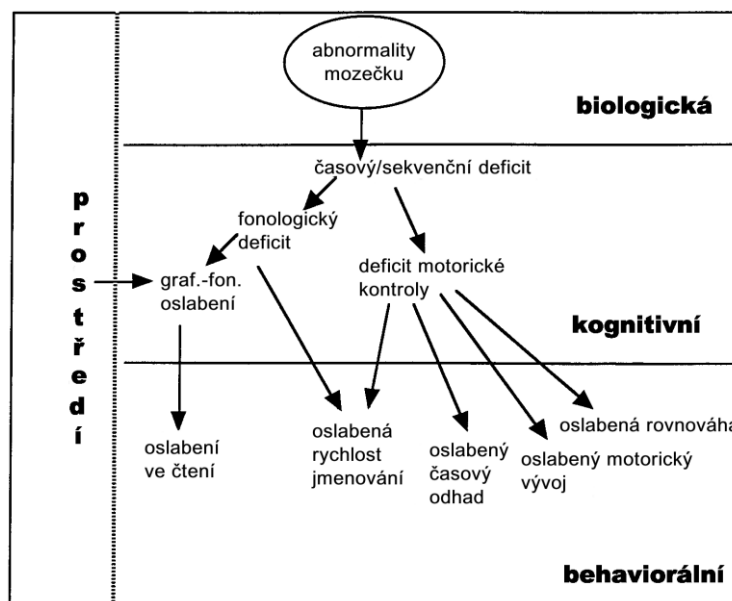 abnormality
mozečku
biologická
časový/sekvenční deficit
prostředí
fonologický
deficit
deficit motorické
kontroly
graf.-fon.
oslabení
kognitivní
oslabení
ve čtení
oslabená
rychlost
jmenování
oslabený
časový
odhad
oslabená rovnováha
oslabený motorický
vývoj
behaviorální